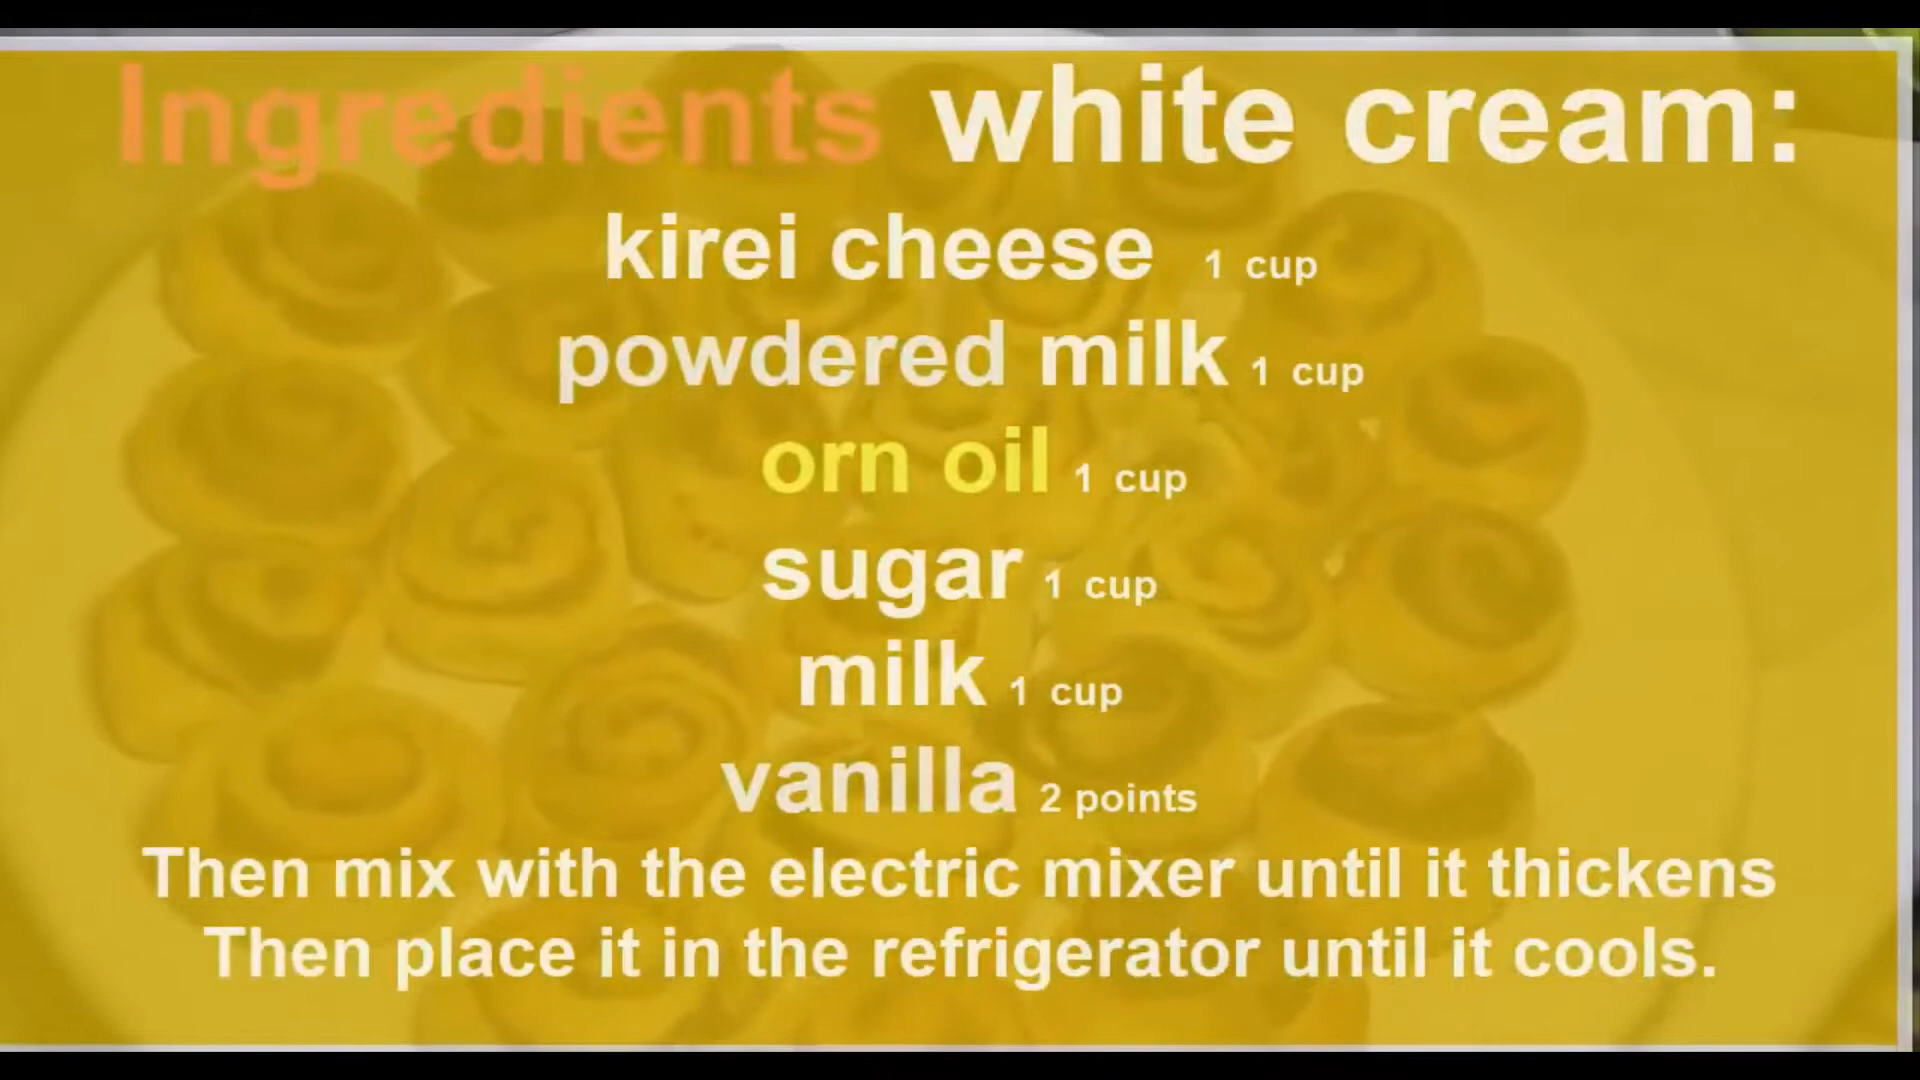 Ingredients white cream:
kirei cheese 1 cup
powdered milk 1 cup
orn oil 1 cup
sugar 1 cup
milk 1 cup
vanilla 2 points
Then mix with the electric mixer until it thickens
Then place it in the refrigerator until it cools.